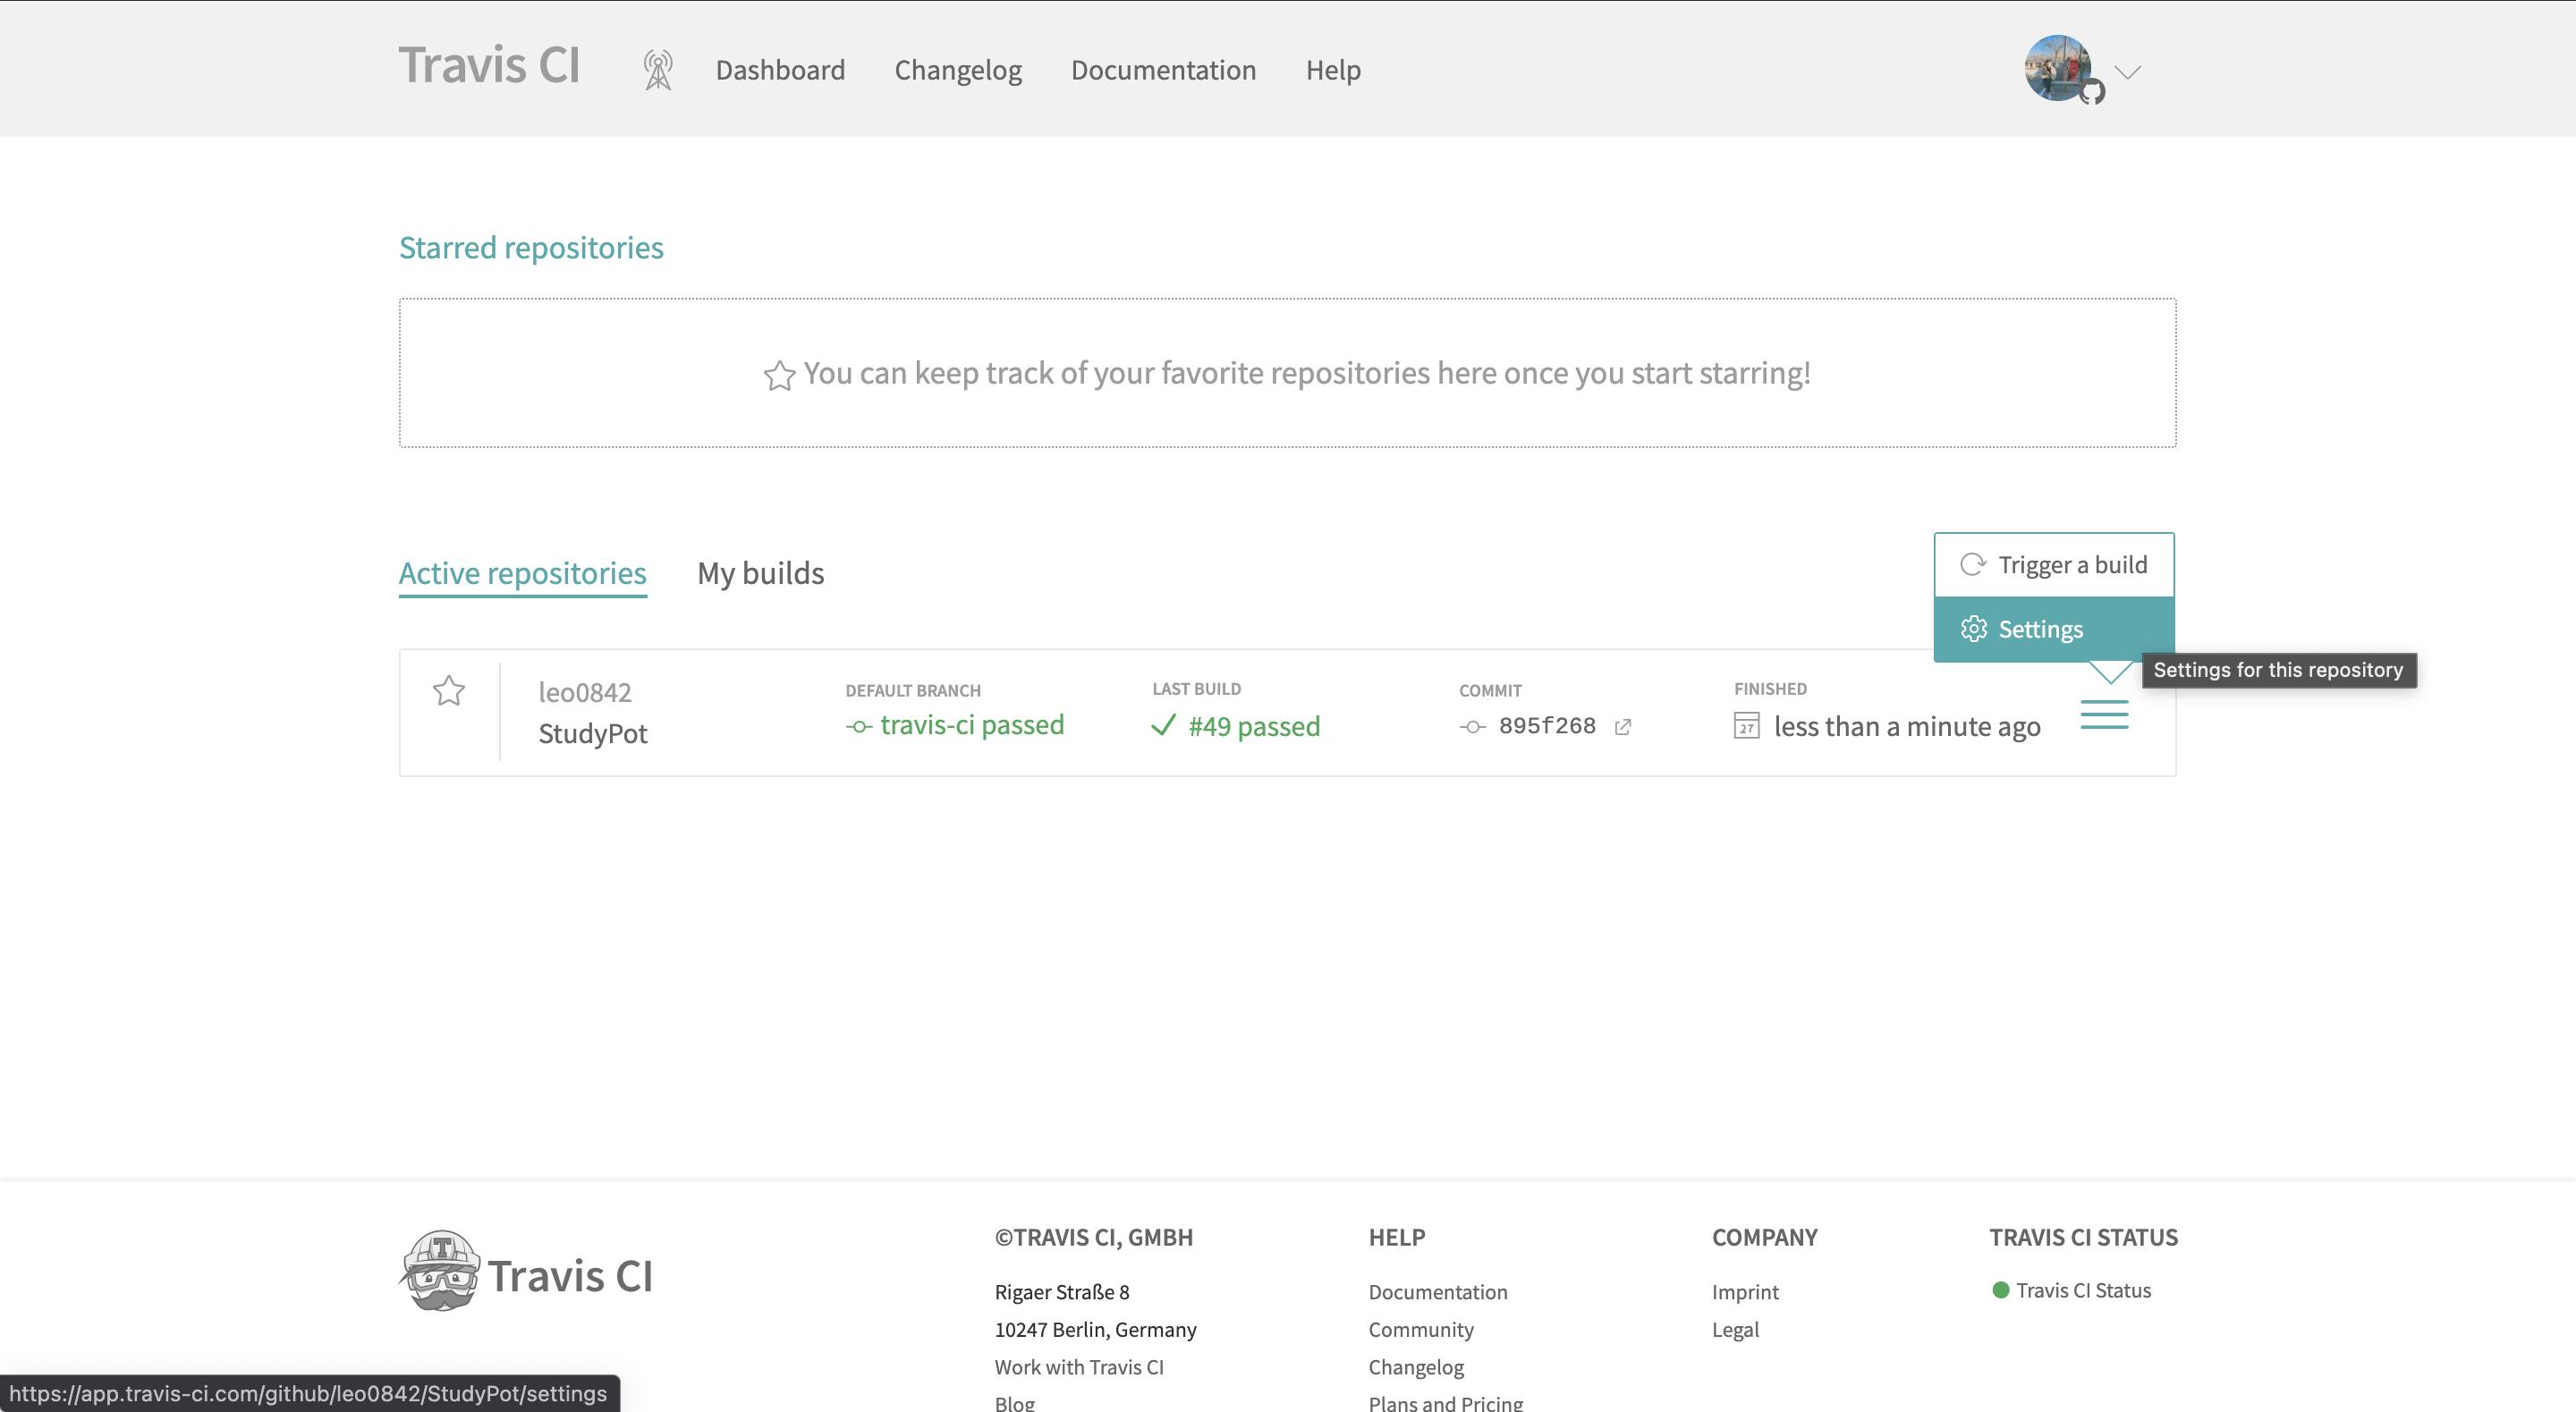 Travis CI
Dashboard
Changelog
Documentation
Help
Starred repositories
You can keep track of your favorite repositories here once you start starring!
Active repositories
My builds
Trigger a build
Settings
Settings for this repository
leo0842
StudyPot
DEFAULT BRANCH
travis-ci passed
LAST BUILD
#49 passed
COMMIT
895f268
FINISHED
27
less than a minute ago
T
Travis CI
©TRAVIS CI, GMBH
Rigaer Straße 8
10247 Berlin, Germany
Work with Travis CI
Blog
HELP
Documentation
Community
Changelog
Plans and Pricing
COMPANY
Imprint
Legal
TRAVIS CI STATUS
Travis CI Status
https://app.travis-ci.com/github/leo0842/StudyPot/settings